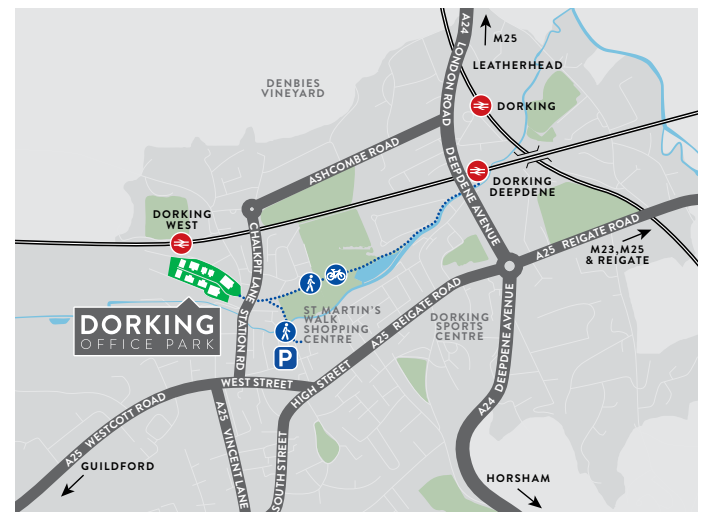 A24
LONDON ROAD
M25
LEATHERHEAD
DENBIES
VINEYARD
DORKING
ASHCOMBE ROAD
DEEPDENE AVENUE
DORKING
DEEPDENE
DORKING
WEST
CHALKPIT LANE
A25 REIGATE ROAD
M23, M25
& REIGATE
DORKING
OFFICE PARK
STATION RD
ST MARTIN'S
WALK
SHOPPING
CENTRE
P
A25 REIGATE ROAD
DORKING
SPORTS
CENTRE
DEEPDENE AVENUE
A24
WEST STREET
HIGH STREET
A25 WESTCOTT ROAD
A25 VINCENT LANE
SOUTH STREET
GUILDFORD
HORSHAM